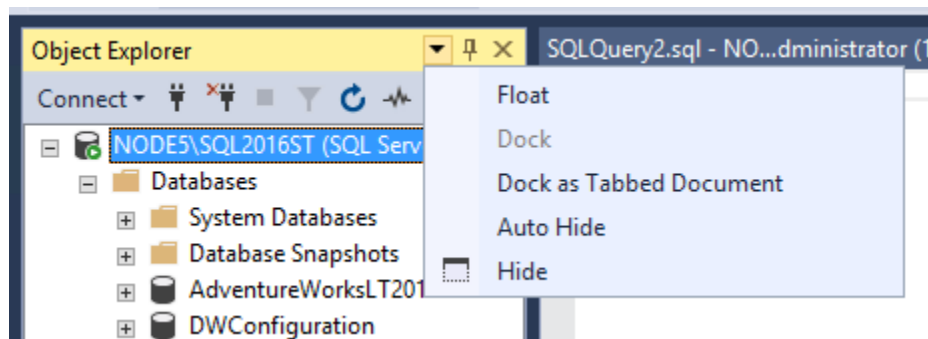 Object Explorer
SQLQuery2.sql - NO...dministrator (1
Connect
Float
NODE5\SQL2016ST (SQL Serv
Dock
Databases
Dock as Tabbed Document
System Databases
Auto Hide
Database Snapshots
Hide
AdventureWorksLT201
DWConfiguration